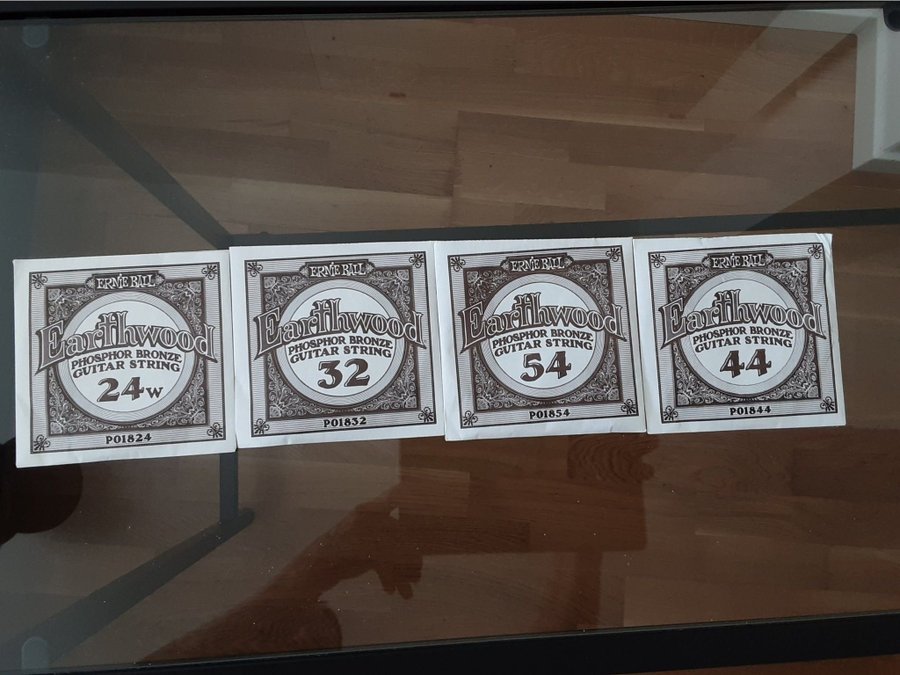 ERNIE BALL
Earthwood
PHOSPHOR BRONZE
GUITAR STRING
24w
P01824
ERNIE BALL
Earthwood
PHOSPHOR BRONZE
GUITAR STRING
32
P01832
ERNIE BALL
Earthwood
PHOSPHOR BRONZE
GUITAR STRING
54
P01854
ERNIE BALL
Earthwood
PHOSPHOR BRONZE
GUITAR STRING
44
P01844